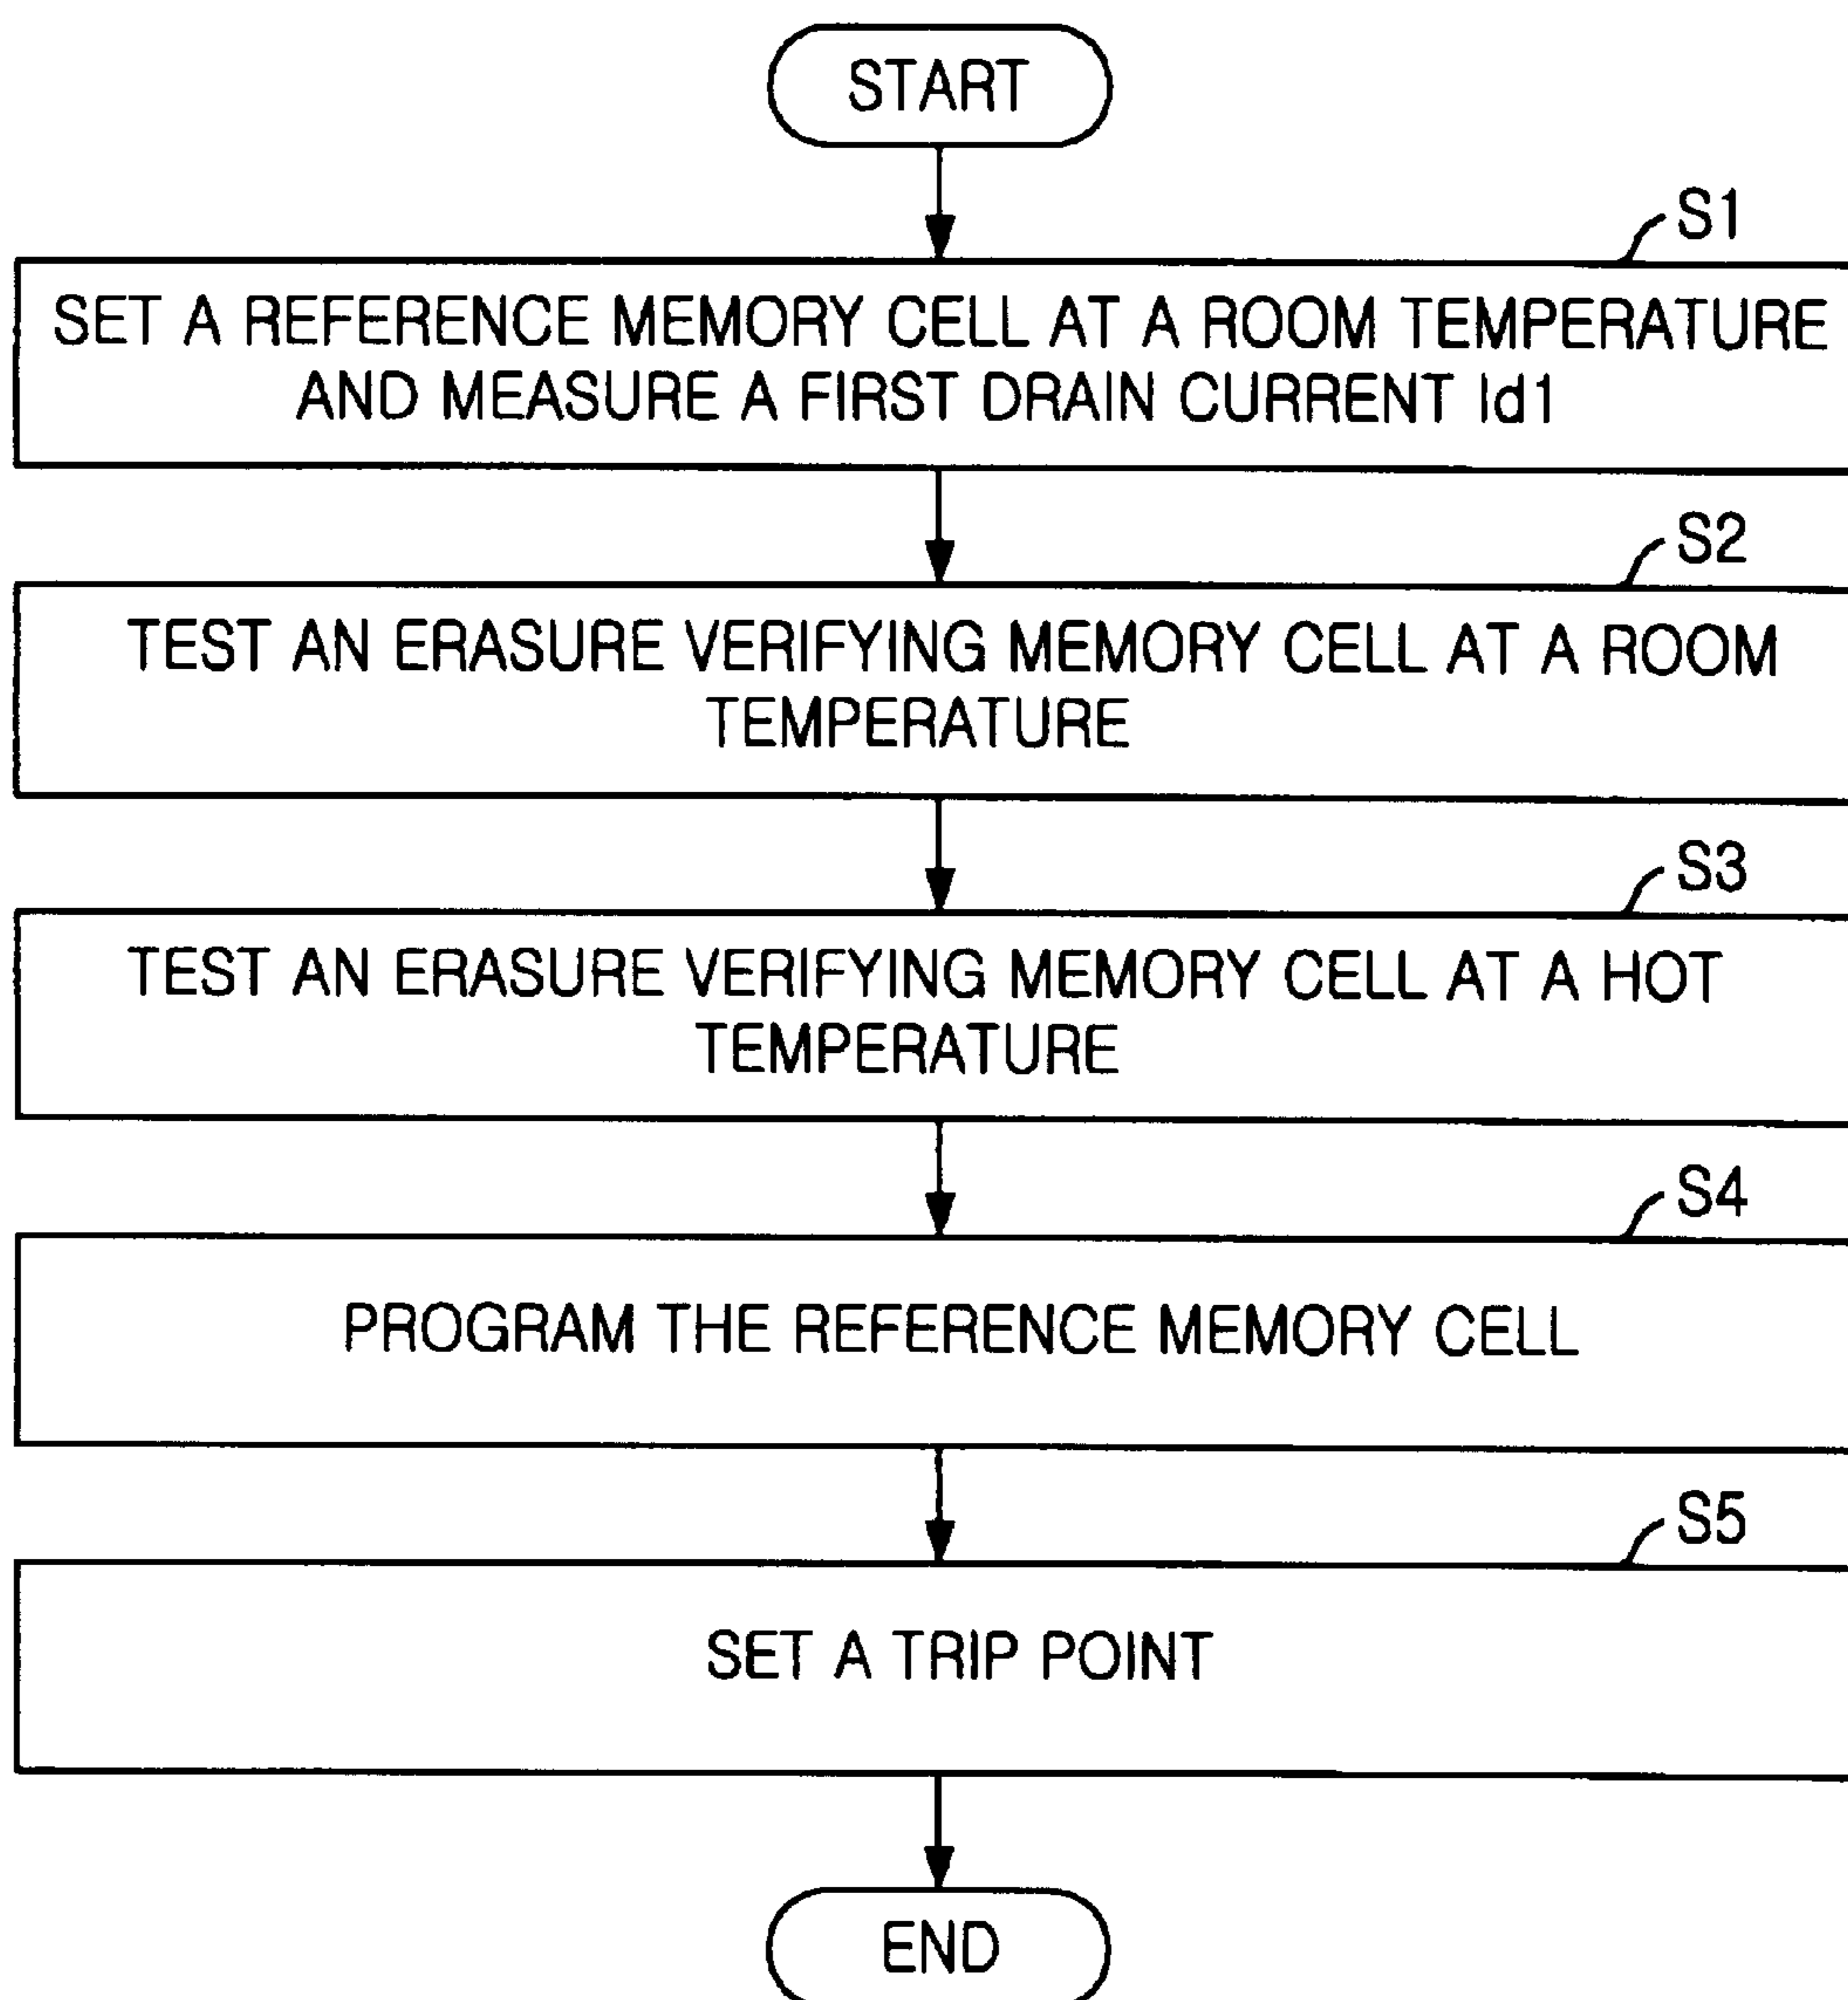 START
S1
SET A REFERENCE MEMORY CELL AT A ROOM TEMPERATURE
AND MEASURE A FIRST DRAIN CURRENT Id1
S2
TEST AN ERASURE VERIFYING MEMORY CELL AT A ROOM
TEMPERATURE
S3
TEST AN ERASURE VERIFYING MEMORY CELL AT A HOT
TEMPERATURE
S4
PROGRAM THE REFERENCE MEMORY CELL
S5
SET A TRIP POINT
END